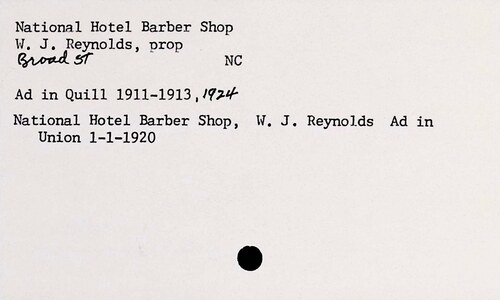 National Hotel Barber Shop
W. J. Reynolds, prop
Broad St NC
Ad in Quill 1911-1913, 1924
National Hotel Barber Shop, W. J. Reynolds Ad in
Union 1-1-1920